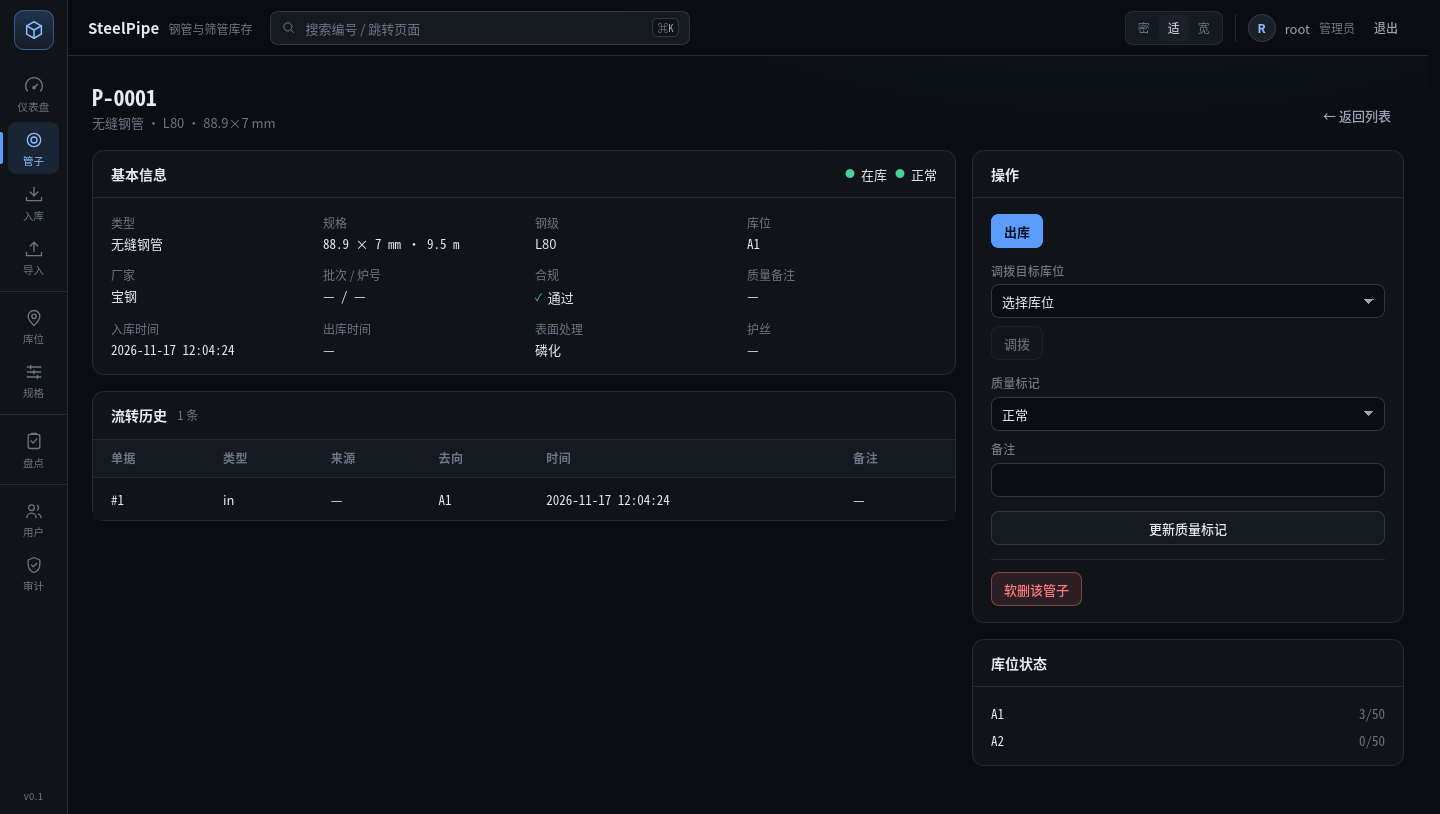 SteelPipe 钢管与筛管库存
搜索编号 / 跳转页面 ⌘K
密 适 宽
R root 管理员 退出
仪表盘
管子
入库
导入
库位
规格
盘点
用户
审计
v0.1
P-0001
无缝钢管 · L80 · 88.9×7 mm
← 返回列表
基本信息 在库 正常
类型 规格 钢级 库位
无缝钢管 88.9 × 7 mm · 9.5 m L80 A1
厂家 批次 / 炉号 合规 质量备注
宝钢 — / — ✓ 通过 —
入库时间 出库时间 表面处理 护丝
2026-11-17 12:04:24 — 磷化 —
流转历史 1 条
单据 类型 来源 去向 时间 备注
#1 in — A1 2026-11-17 12:04:24 —
操作
出库
调拨目标库位
选择库位
调拨
质量标记
正常
备注
更新质量标记
软删该管子
库位状态
A1 3/50
A2 0/50